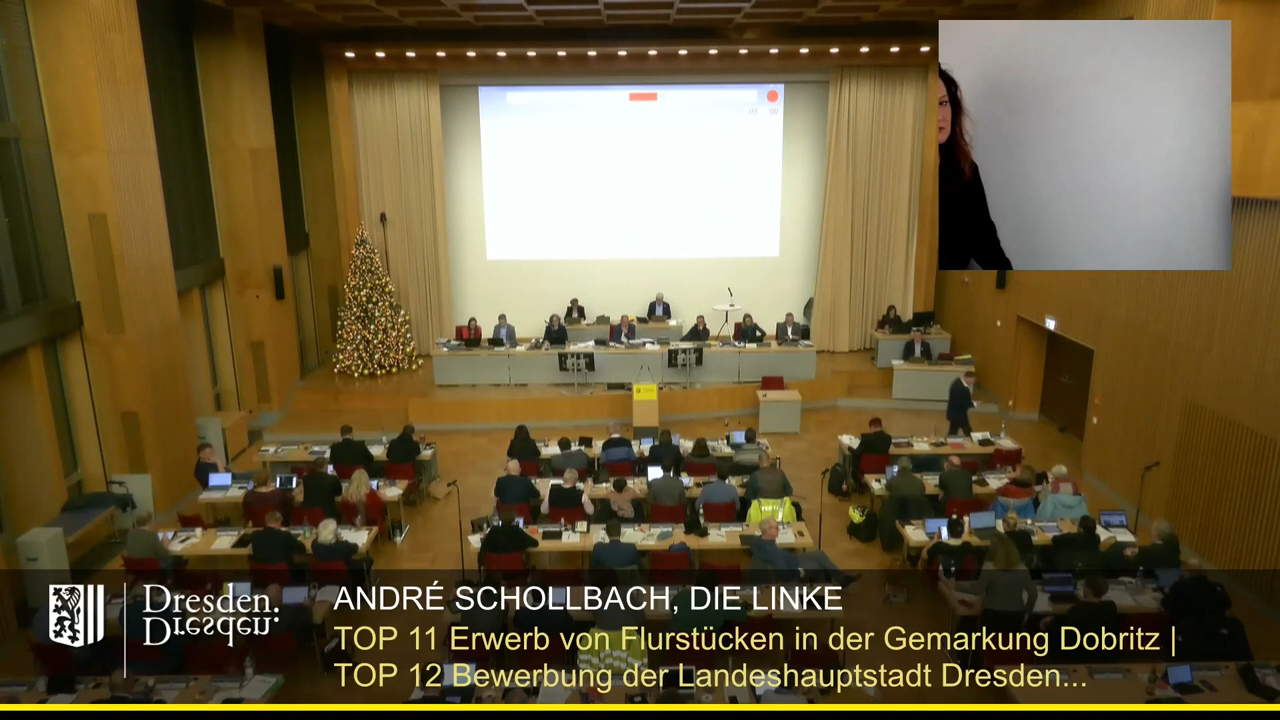 Dresden.
Dresden.
ANDRÉ SCHOLLBACH, DIE LINKE
TOP 11 Erwerb von Flurstücken in der Gemarkung Dobritz |
TOP 12 Bewerbung der Landeshauptstadt Dresden...